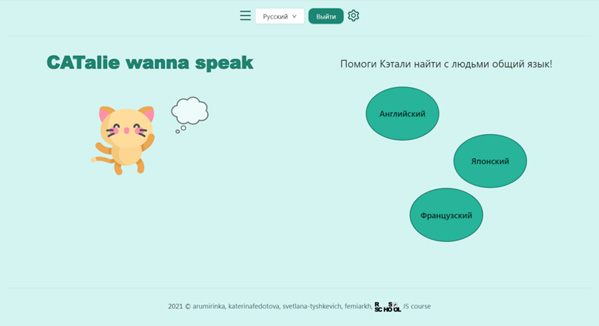 Русский Выйти
CATalie wanna speak
Помоги Кэтали найти с людьми общий язык!
Английский
Японский
Французский
2021 © arumirinka, katerinafedotova, svetlana-tyshkevich, femiarkh, RS SCHOOL JS course